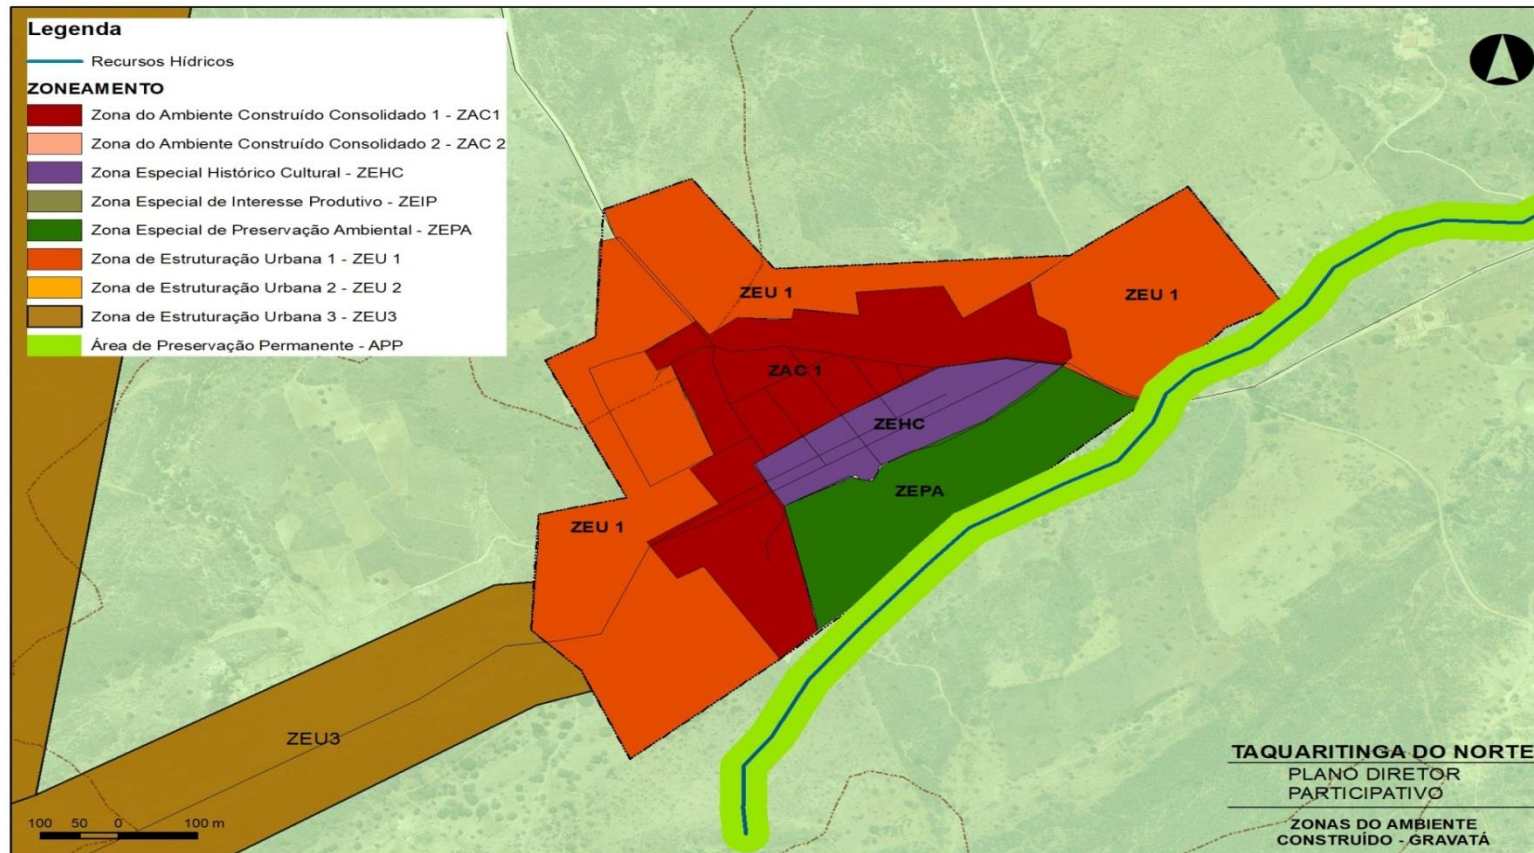 Legenda
Recursos Hídricos
ZONEAMENTO
Zona do Ambiente Construído Consolidado 1 - ZAC1
Zona do Ambiente Construído Consolidado 2 - ZAC 2
Zona Especial Histórico Cultural - ZEHC
Zona Especial de Interesse Produtivo - ZEIP
Zona Especial de Preservação Ambiental - ZEPA
Zona de Estruturação Urbana 1 - ZEU 1
Zona de Estruturação Urbana 2 - ZEU 2
Zona de Estruturação Urbana 3 - ZEU3
Área de Preservação Permanente - APP
ZEU 1
ZEU 1
ZAC 1
ZEHC
ZEPA
ZEU 1
ZEU3
100 50 0 100 m
TAQUARITINGA DO NORTE
PLANO DIRETOR
PARTICIPATIVO
ZONAS DO AMBIENTE
CONSTRUÍDO - GRAVATÁ